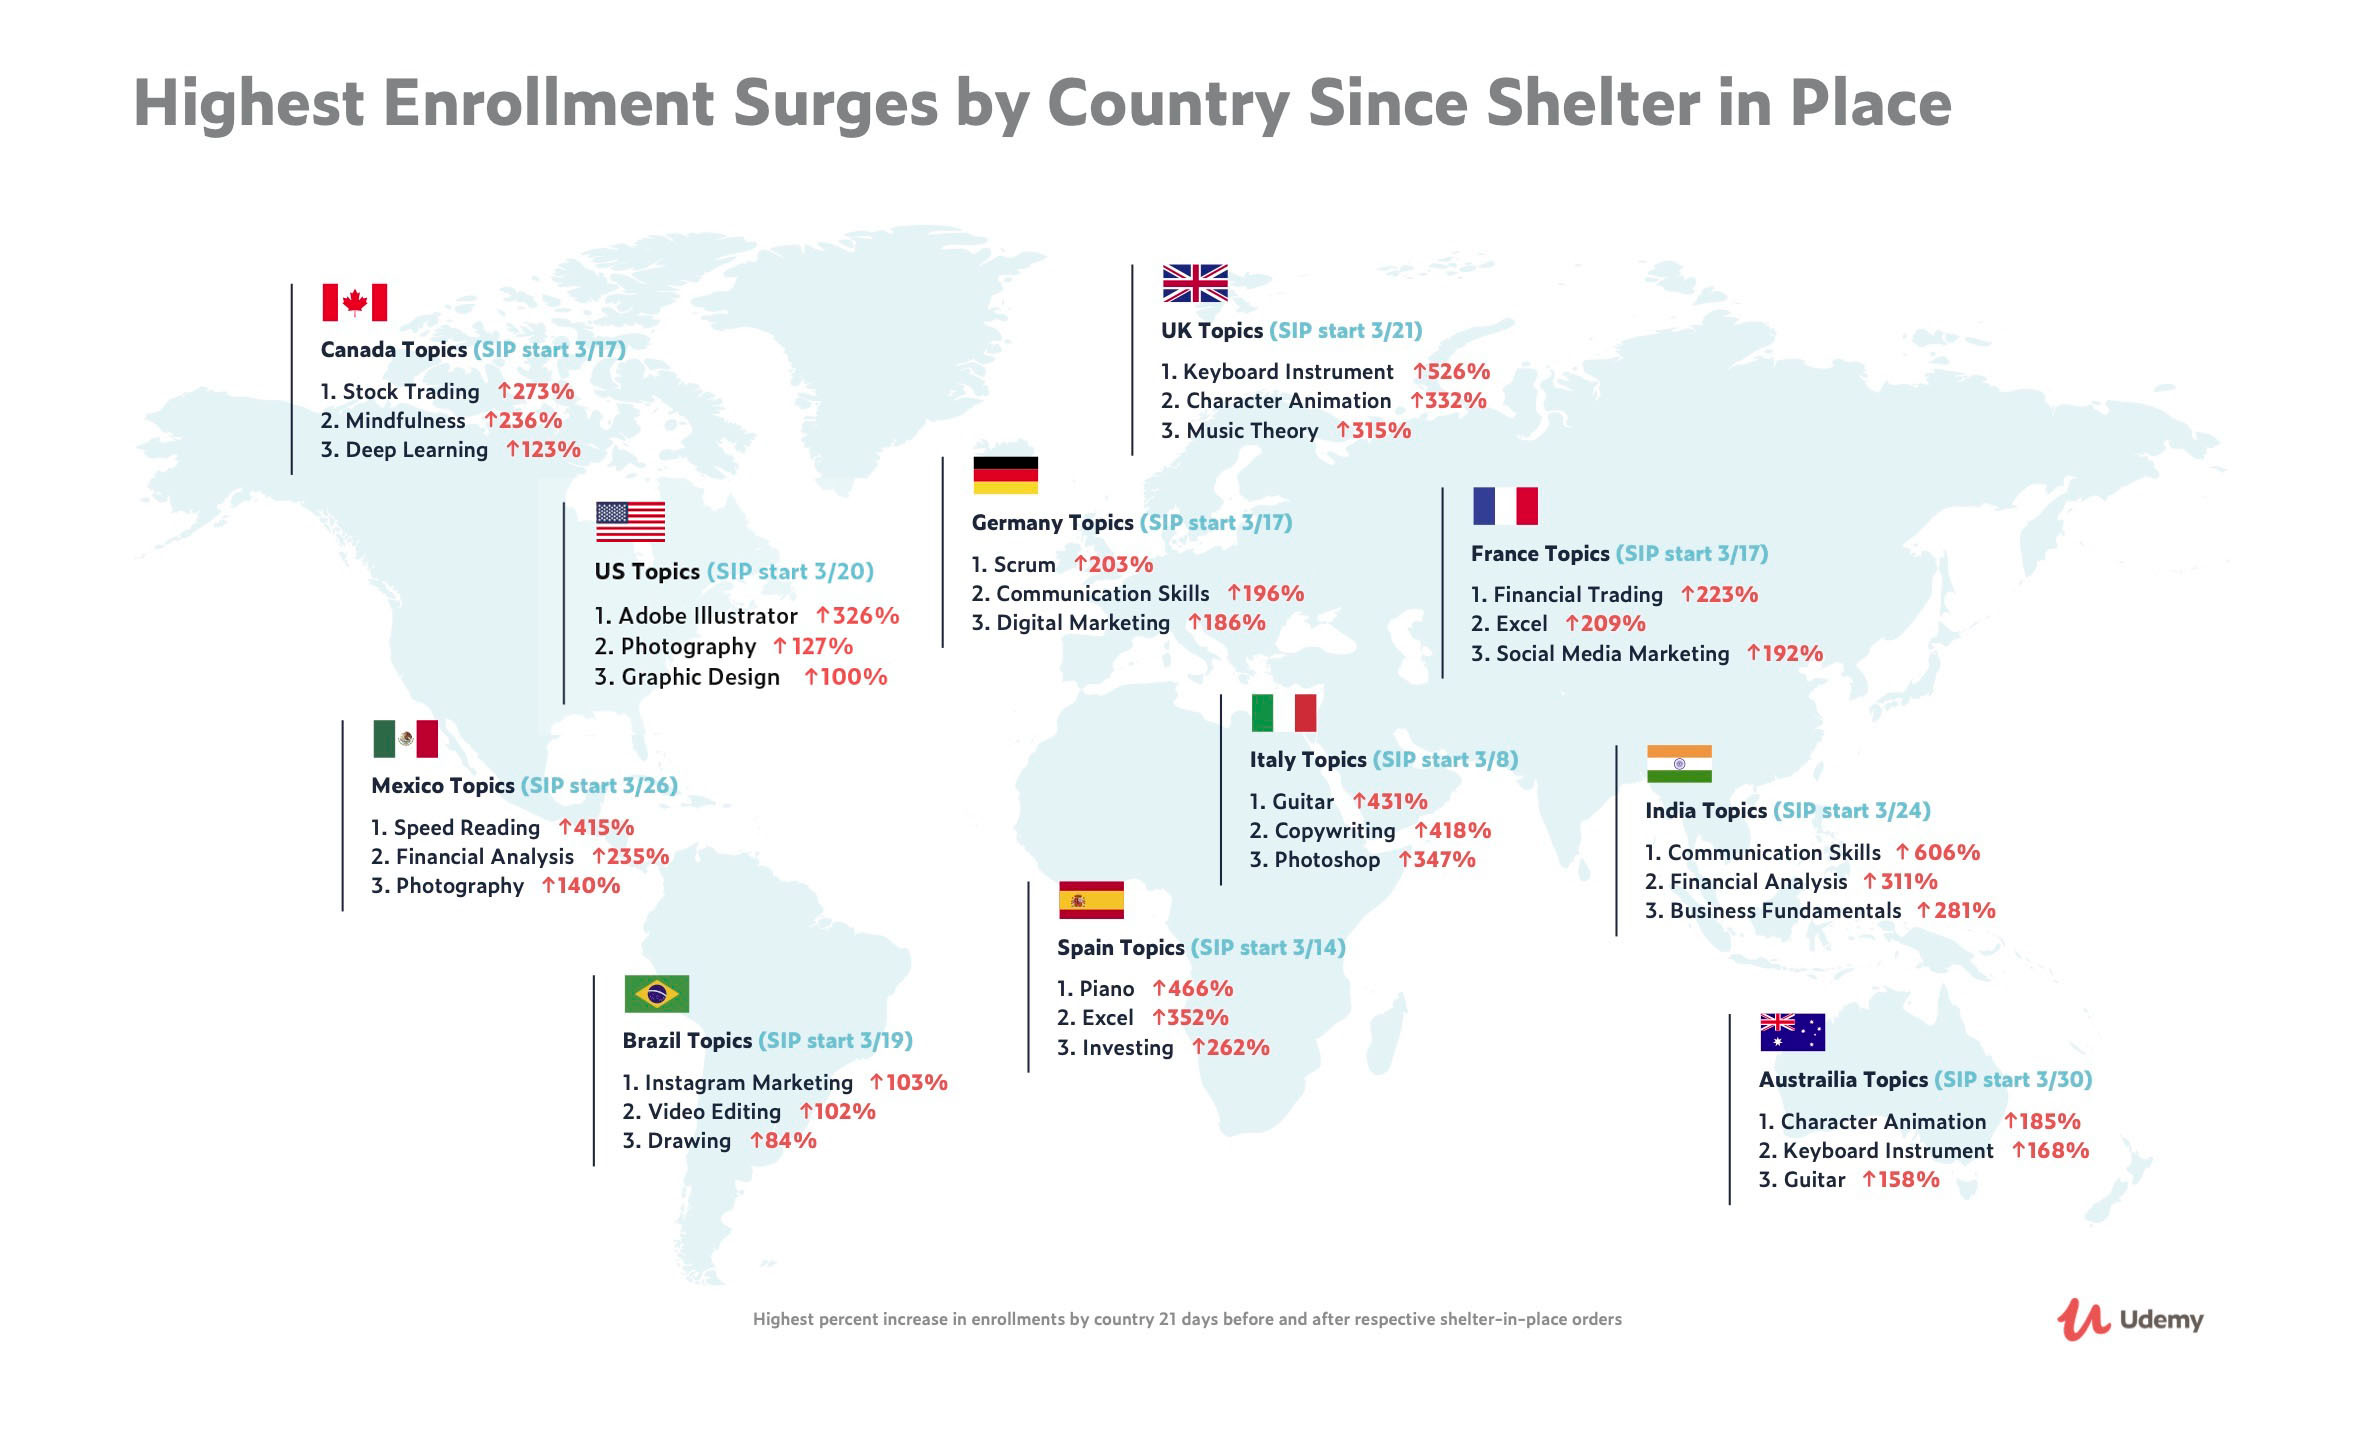 Highest Enrollment Surges by Country Since Shelter in Place
Canada Topics (SIP start 3/17)
1. Stock Trading ↑273%
2. Mindfulness ↑236%
3. Deep Learning ↑123%
UK Topics (SIP start 3/21)
1. Keyboard Instrument ↑526%
2. Character Animation ↑332%
3. Music Theory ↑315%
US Topics (SIP start 3/20)
1. Adobe Illustrator ↑326%
2. Photography ↑127%
3. Graphic Design ↑100%
Germany Topics (SIP start 3/17)
1. Scrum ↑203%
2. Communication Skills ↑196%
3. Digital Marketing ↑186%
France Topics (SIP start 3/17)
1. Financial Trading ↑223%
2. Excel ↑209%
3. Social Media Marketing ↑192%
Mexico Topics (SIP start 3/26)
1. Speed Reading ↑415%
2. Financial Analysis ↑235%
3. Photography ↑140%
Italy Topics (SIP start 3/8)
1. Guitar ↑431%
2. Copywriting ↑418%
3. Photoshop ↑347%
India Topics (SIP start 3/24)
1. Communication Skills ↑606%
2. Financial Analysis ↑311%
3. Business Fundamentals ↑281%
Spain Topics (SIP start 3/14)
1. Piano ↑466%
2. Excel ↑352%
3. Investing ↑262%
Brazil Topics (SIP start 3/19)
1. Instagram Marketing ↑103%
2. Video Editing ↑102%
3. Drawing ↑84%
Austrailia Topics (SIP start 3/30)
1. Character Animation ↑185%
2. Keyboard Instrument ↑168%
3. Guitar ↑158%
Highest percent increase in enrollments by country 21 days before and after respective shelter-in-place orders
Udemy